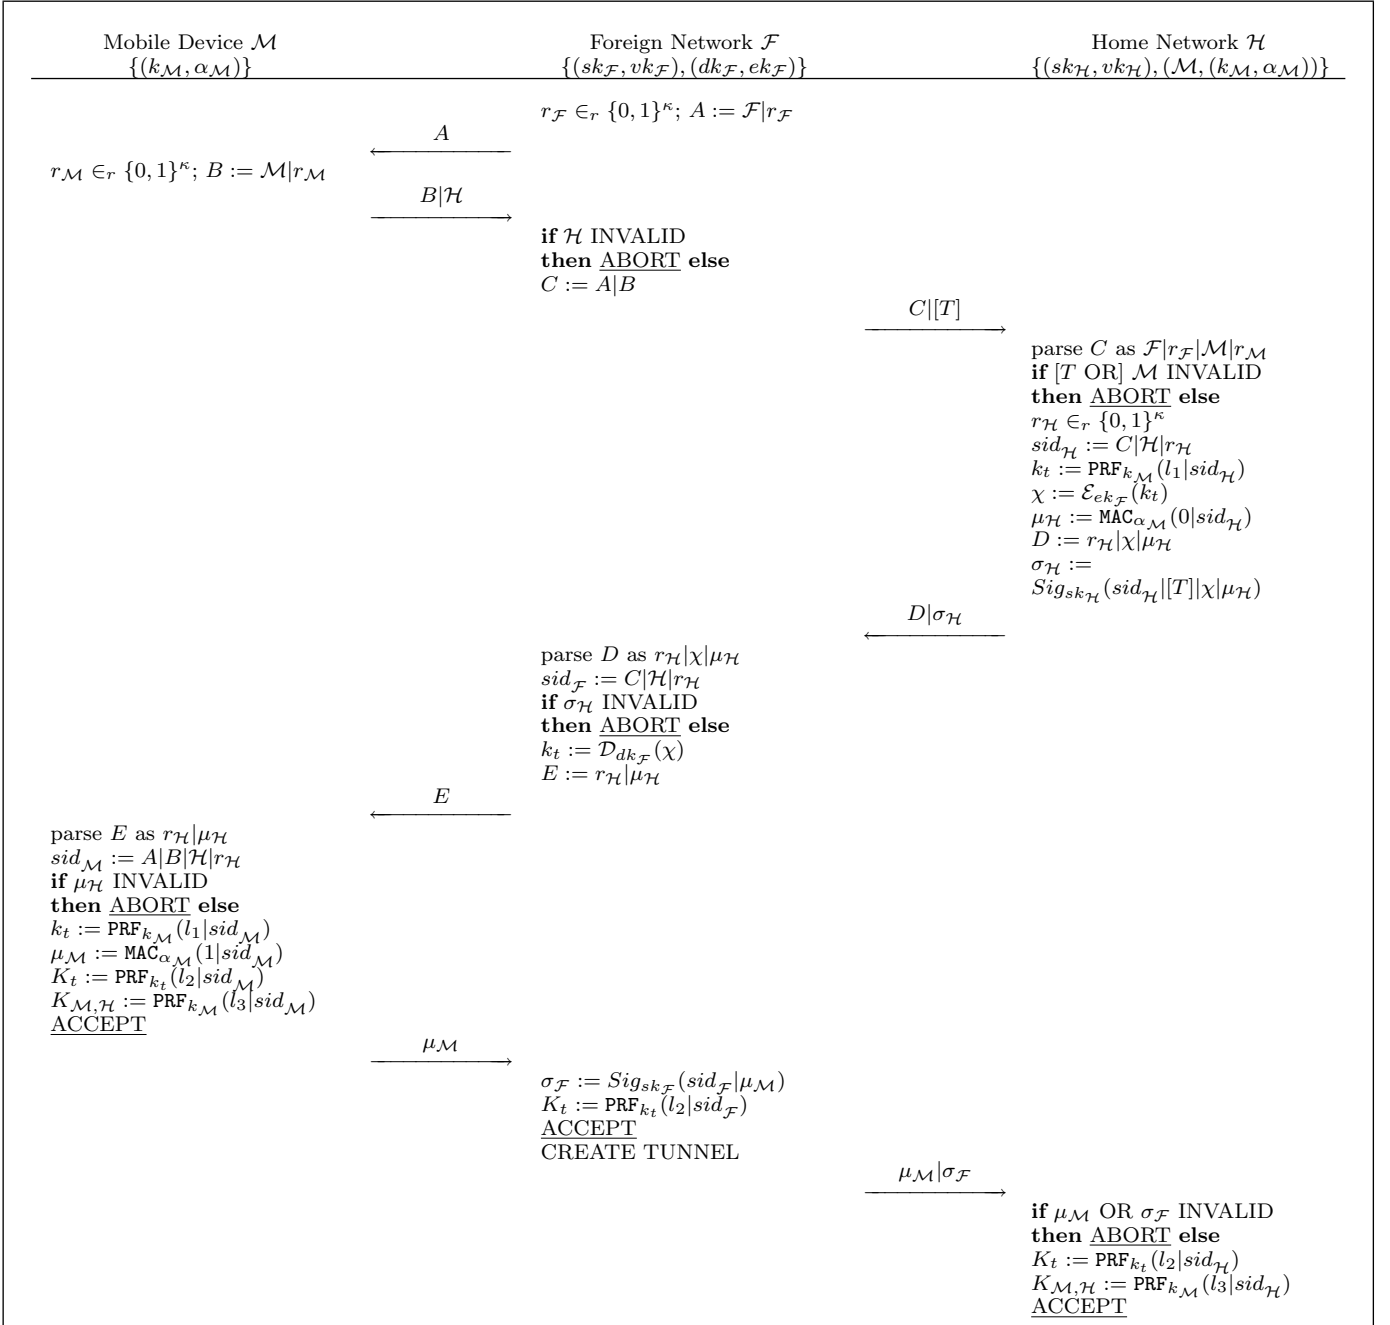 Mobile Device ℳ Foreign Network ℱ Home Network ℋ
{(k_ℳ, α_ℳ)} {(sk_ℱ, vk_ℱ), (dk_ℱ, ek_ℱ)} {(sk_ℋ, vk_ℋ), (ℳ, (k_ℳ, α_ℳ))}
r_ℱ ∈_r {0, 1}^κ; A := ℱ|r_ℱ
A
r_ℳ ∈_r {0, 1}^κ; B := ℳ|r_ℳ
B|ℋ
if ℋ INVALID
then ABORT else
C := A|B
C|[T]
parse C as ℱ|r_ℱ|ℳ|r_ℳ
if [T OR] ℳ INVALID
then ABORT else
r_ℋ ∈_r {0, 1}^κ
sid_ℋ := C|ℋ|r_ℋ
k_t := PRF_{k_ℳ}(l_1|sid_ℋ)
χ := ℰ_{ek_ℱ}(k_t)
μ_ℋ := MAC_{α_ℳ}(0|sid_ℋ)
D := r_ℋ|χ|μ_ℋ
σ_ℋ :=
Sig_{sk_ℋ}(sid_ℋ|[T]|χ|μ_ℋ)
D|σ_ℋ
parse D as r_ℋ|χ|μ_ℋ
sid_ℱ := C|ℋ|r_ℋ
if σ_ℋ INVALID
then ABORT else
k_t := 𝒟_{dk_ℱ}(χ)
E := r_ℋ|μ_ℋ
E
parse E as r_ℋ|μ_ℋ
sid_ℳ := A|B|ℋ|r_ℋ
if μ_ℋ INVALID
then ABORT else
k_t := PRF_{k_ℳ}(l_1|sid_ℳ)
μ_ℳ := MAC_{α_ℳ}(1|sid_ℳ)
K_t := PRF_{k_t}(l_2|sid_ℳ)
K_{ℳ,ℋ} := PRF_{k_ℳ}(l_3|sid_ℳ)
ACCEPT
μ_ℳ
σ_ℱ := Sig_{sk_ℱ}(sid_ℱ|μ_ℳ)
K_t := PRF_{k_t}(l_2|sid_ℱ)
ACCEPT
CREATE TUNNEL
μ_ℳ|σ_ℱ
if μ_ℳ OR σ_ℱ INVALID
then ABORT else
K_t := PRF_{k_t}(l_2|sid_ℋ)
K_{ℳ,ℋ} := PRF_{k_ℳ}(l_3|sid_ℋ)
ACCEPT